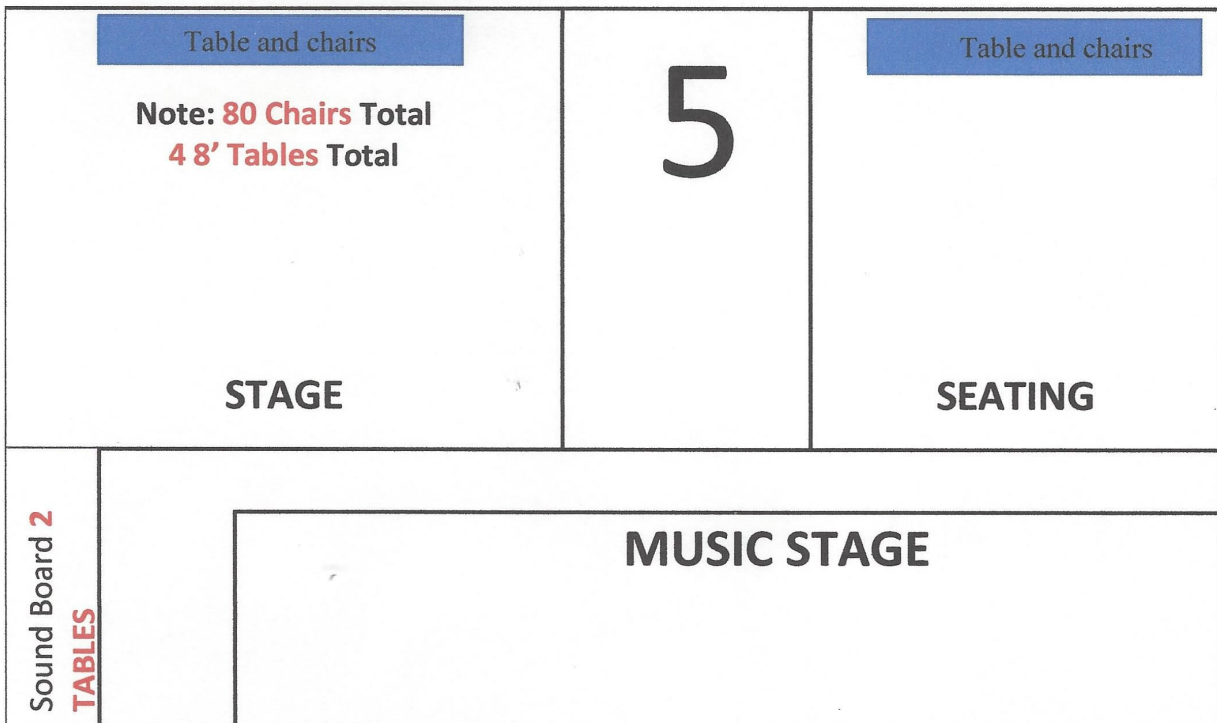 Table and chairs
Note: 80 Chairs Total
4 8’ Tables Total
STAGE
5
Table and chairs
SEATING
Sound Board 2
TABLES
MUSIC STAGE